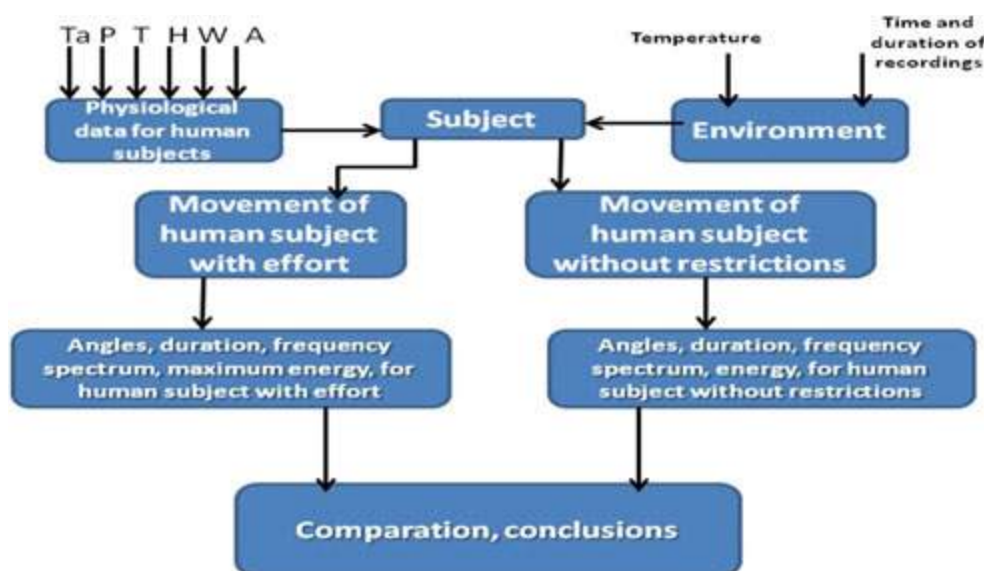 Ta P T H W A
Temperature
Time and
duration of
recordings
Physiological
data for human
subjects
Subject
Environment
Movement of
human subject
with effort
Movement of
human subject
without restrictions
Angles, duration, frequency
spectrum, maximum energy, for
human subject with effort
Angles, duration, frequency
spectrum, energy, for human
subject without restrictions
Comparation, conclusions